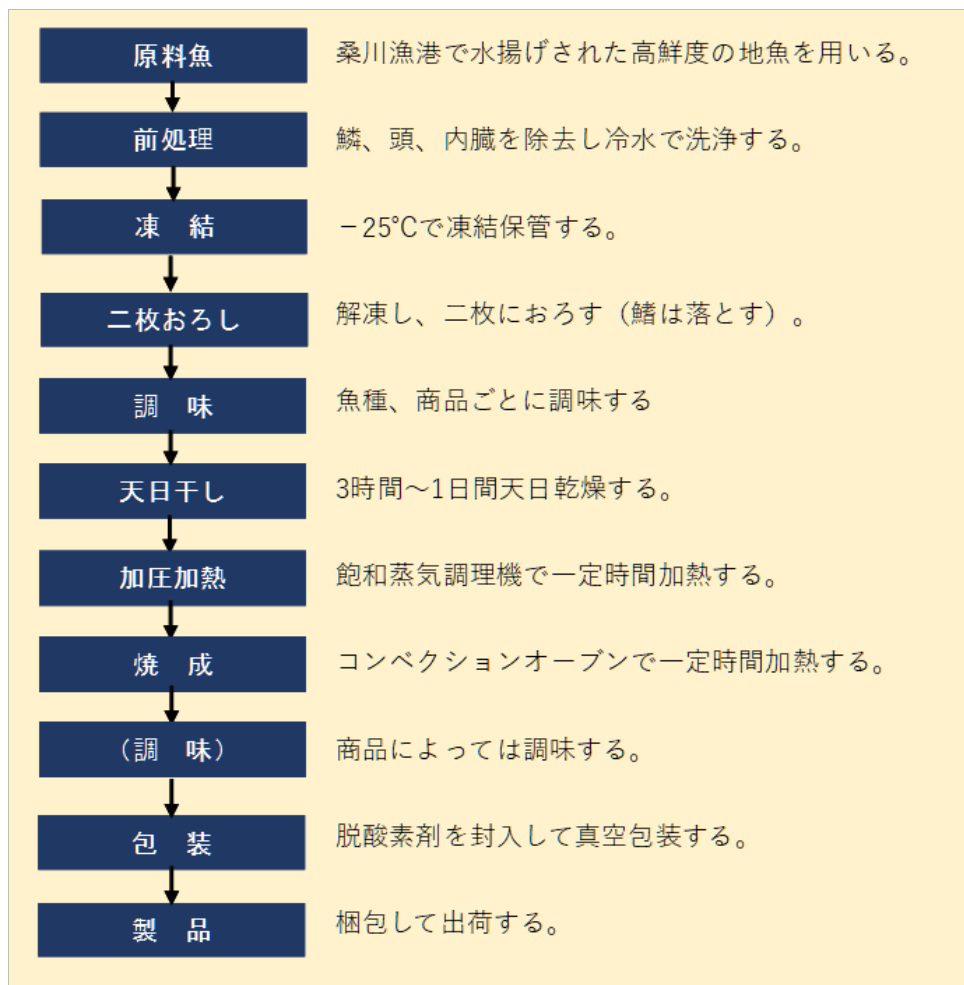 原料魚 桑川漁港で水揚げされた高鮮度の地魚を用いる。
前処理 鱗、頭、内臓を除去し冷水で洗浄する。
凍　結 －25℃で凍結保管する。
二枚おろし 解凍し、二枚におろす（鰭は落とす）。
調　味 魚種、商品ごとに調味する
天日干し 3時間～1日間天日乾燥する。
加圧加熱 飽和蒸気調理機で一定時間加熱する。
焼　成 コンベクションオーブンで一定時間加熱する。
（調　味） 商品によっては調味する。
包　装 脱酸素剤を封入して真空包装する。
製　品 梱包して出荷する。